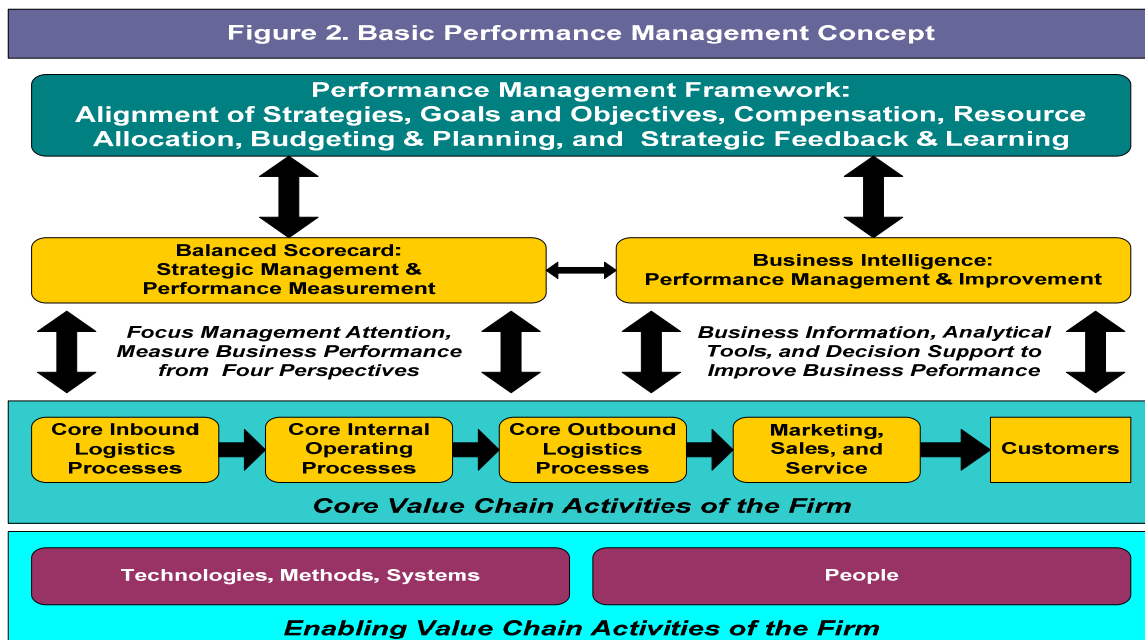 Figure 2. Basic Performance Management Concept
Performance Management Framework:
Alignment of Strategies, Goals and Objectives, Compensation, Resource
Allocation, Budgeting & Planning, and Strategic Feedback & Learning
Balanced Scorecard:
Strategic Management &
Performance Measurement
Business Intelligence:
Performance Management & Improvement
Focus Management Attention,
Measure Business Performance
from Four Perspectives
Business Information, Analytical
Tools, and Decision Support to
Improve Business Peformance
Core Inbound
Logistics
Processes
Core Internal
Operating
Processes
Core Outbound
Logistics
Processes
Marketing,
Sales, and
Service
Customers
Core Value Chain Activities of the Firm
Technologies, Methods, Systems
People
Enabling Value Chain Activities of the Firm